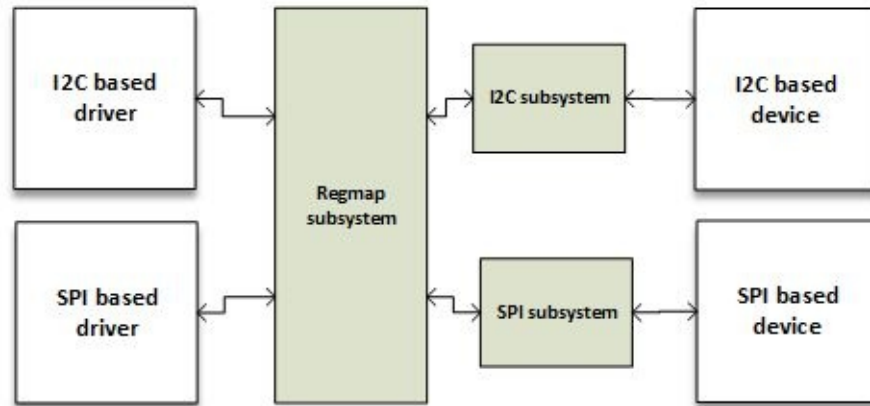 I2C based
driver
Regmap
subsystem
I2C subsystem
I2C based
device
SPI based
driver
SPI subsystem
SPI based
device